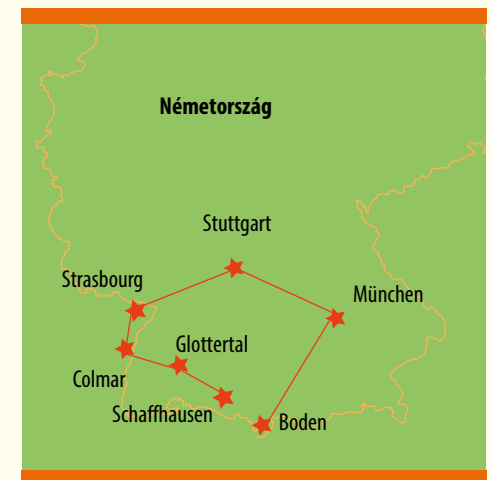 Németország
Stuttgart
Strasbourg
München
Glottertal
Colmar
Schaffhausen
Boden